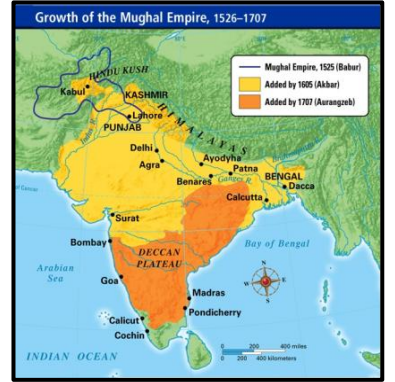 Growth of the Mughal Empire, 1526–1707
Mughal Empire, 1525 (Babur)
Added by 1605 (Akbar)
Added by 1707 (Aurangzeb)
HINDU KUSH
Kabul
KASHMIR
Lahore
PUNJAB
HIMALAYAS
Delhi
Agra
Ayodyha
Patna
Benares
Ganges R.
BENGAL
Dacca
Calcutta
Surat
Bombay
DECCAN
PLATEAU
Bay of Bengal
Arabian
Sea
Goa
Madras
Pondicherry
Calicut
Cochin
N
W
E
S
0 200 400 miles
0 200 400 kilometers
INDIAN OCEAN